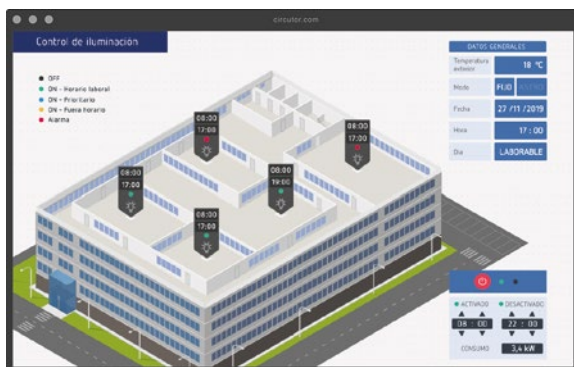 circutor.com
Control de iluminación
OFF
ON - Horario laboral
ON - Prioritario
ON - Fuera horario
Alarma
08:00
17:00
08:00
17:00
08:00
17:00
08:00
19:00
08:00
17:00
DATOS GENERALES
Temperatura exterior
18 ºC
Modo
FIJO
Fecha
27 /11 /2019
Hora
17 : 00
Día
LABORABLE
ACTIVADO
DESACTIVADO
08 : 00
22 : 00
CONSUMO
3,4 kW